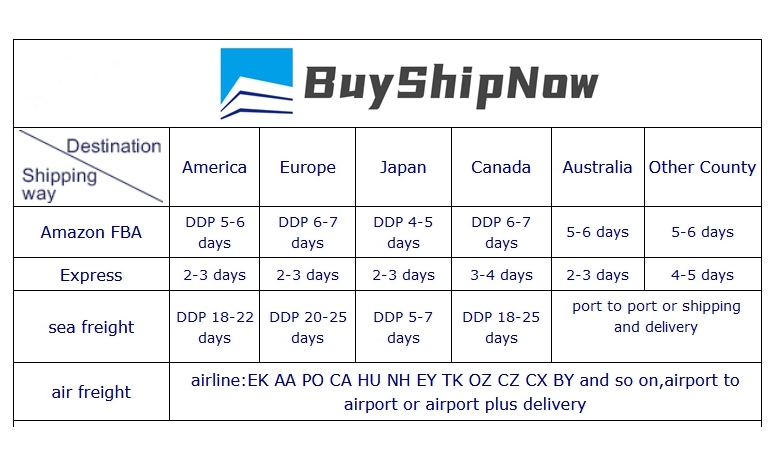 BuyShipNow
Destination
Shipping
way
America
Europe
Japan
Canada
Australia
Other County
Amazon FBA
DDP 5-6
days
DDP 6-7
days
DDP 4-5
days
DDP 6-7
days
5-6 days
5-6 days
Express
2-3 days
2-3 days
2-3 days
3-4 days
2-3 days
4-5 days
sea freight
DDP 18-22
days
DDP 20-25
days
DDP 5-7
days
DDP 18-25
days
port to port or shipping
and delivery
air freight
airline:EK AA PO CA HU NH EY TK OZ CZ CX BY and so on,airport to
airport or airport plus delivery